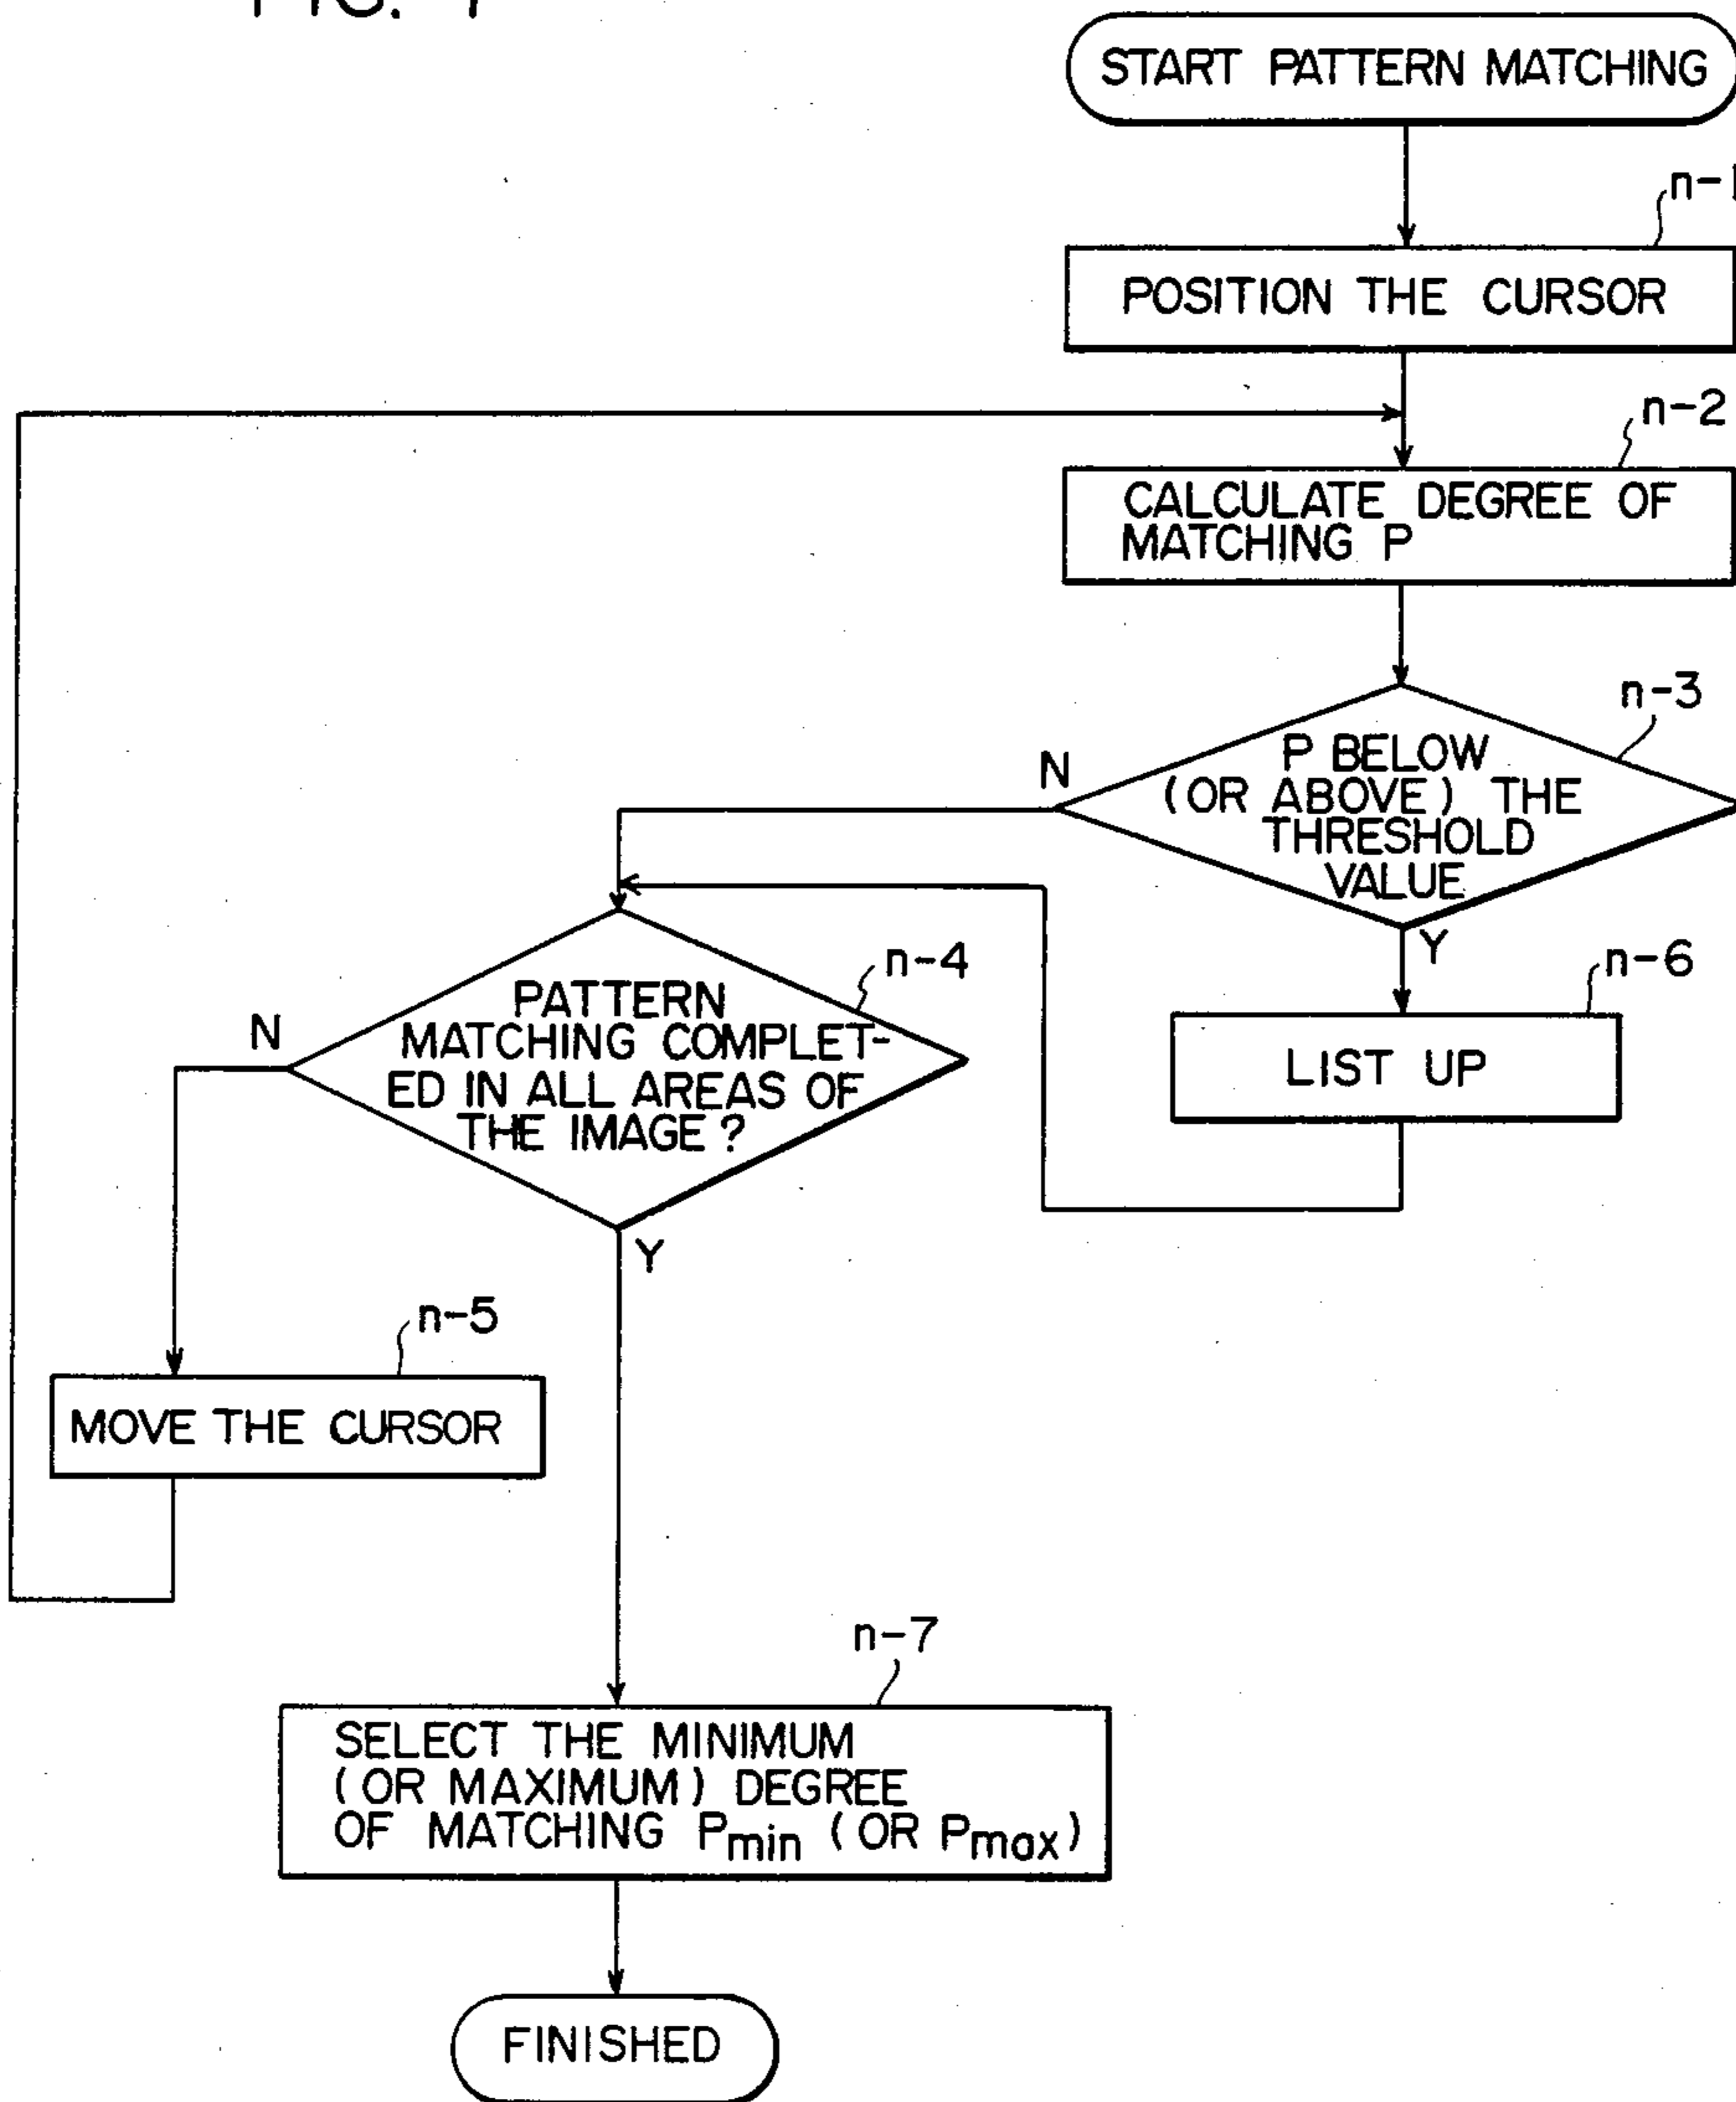 START PATTERN MATCHING
POSITION THE CURSOR
n-2
CALCULATE DEGREE OF
MATCHING P
n-3
N
P BELOW
(OR ABOVE) THE
THRESHOLD
VALUE
Y
n-6
LIST UP
n-4
N
PATTERN
MATCHING COMPLET-
ED IN ALL AREAS OF
THE IMAGE?
Y
n-5
MOVE THE CURSOR
n-7
SELECT THE MINIMUM
(OR MAXIMUM) DEGREE
OF MATCHING Pmin (OR Pmax)
FINISHED